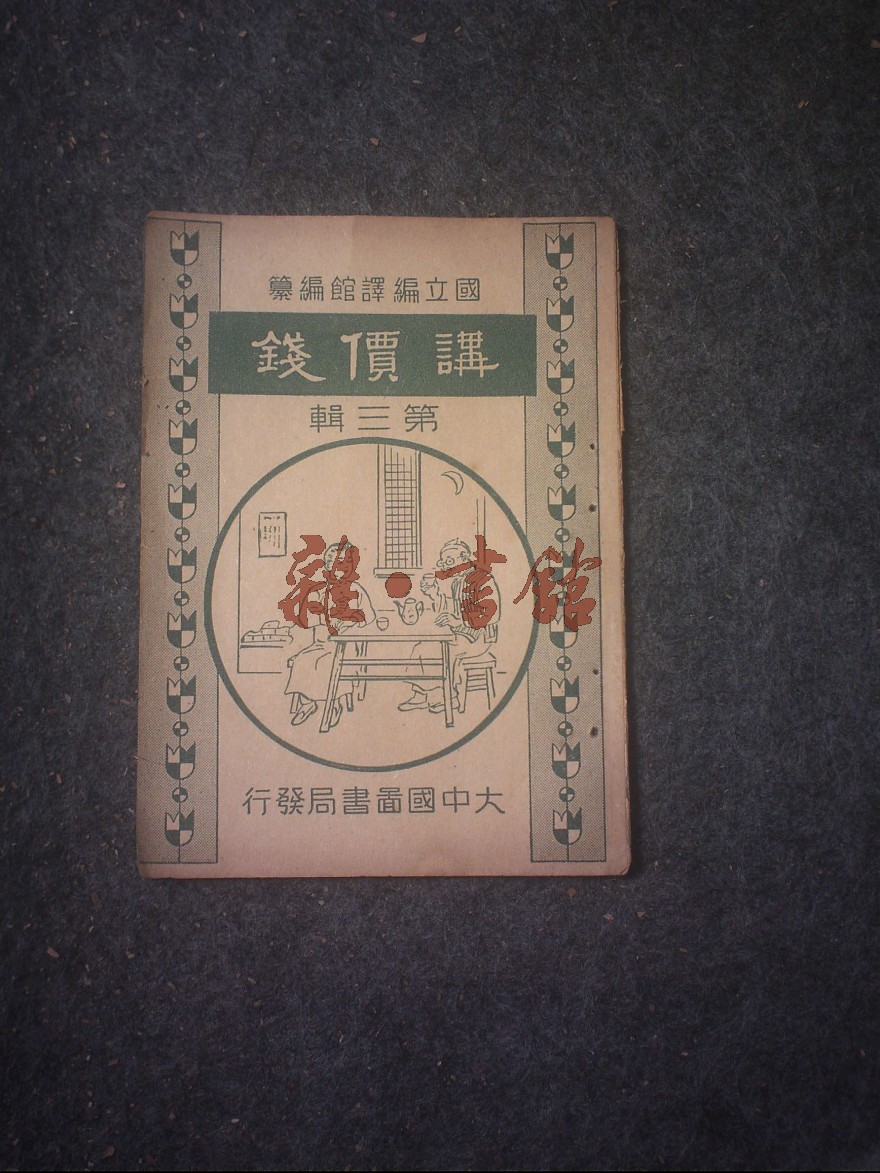 國立編譯館編纂
講價錢
第三輯
雜·書館
大中國圖書局發行